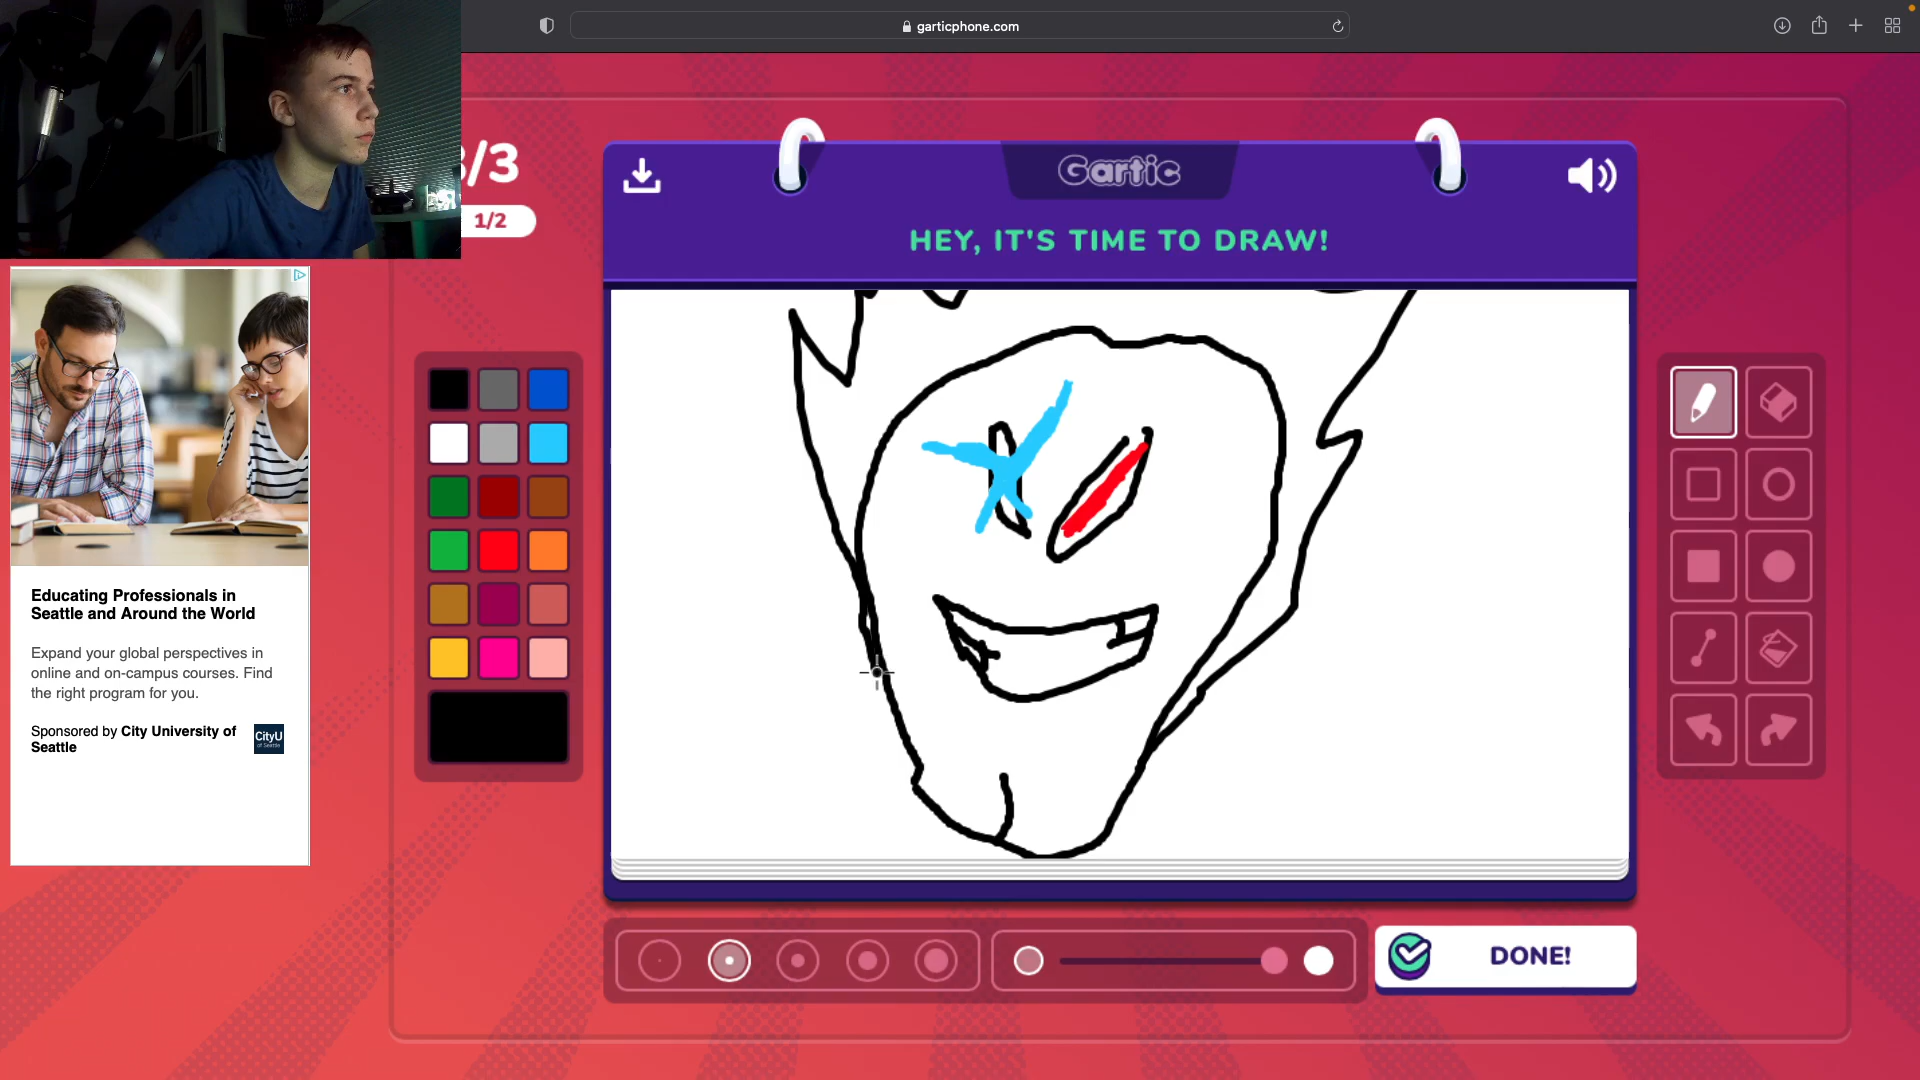 garticphone.com
/3
1/2
Gartic
HEY, IT'S TIME TO DRAW!
Educating Professionals in
Seattle and Around the World
Expand your global perspectives in
online and on-campus courses. Find
the right program for you.
Sponsored by City University of
Seattle
CityU
of Seattle
DONE!